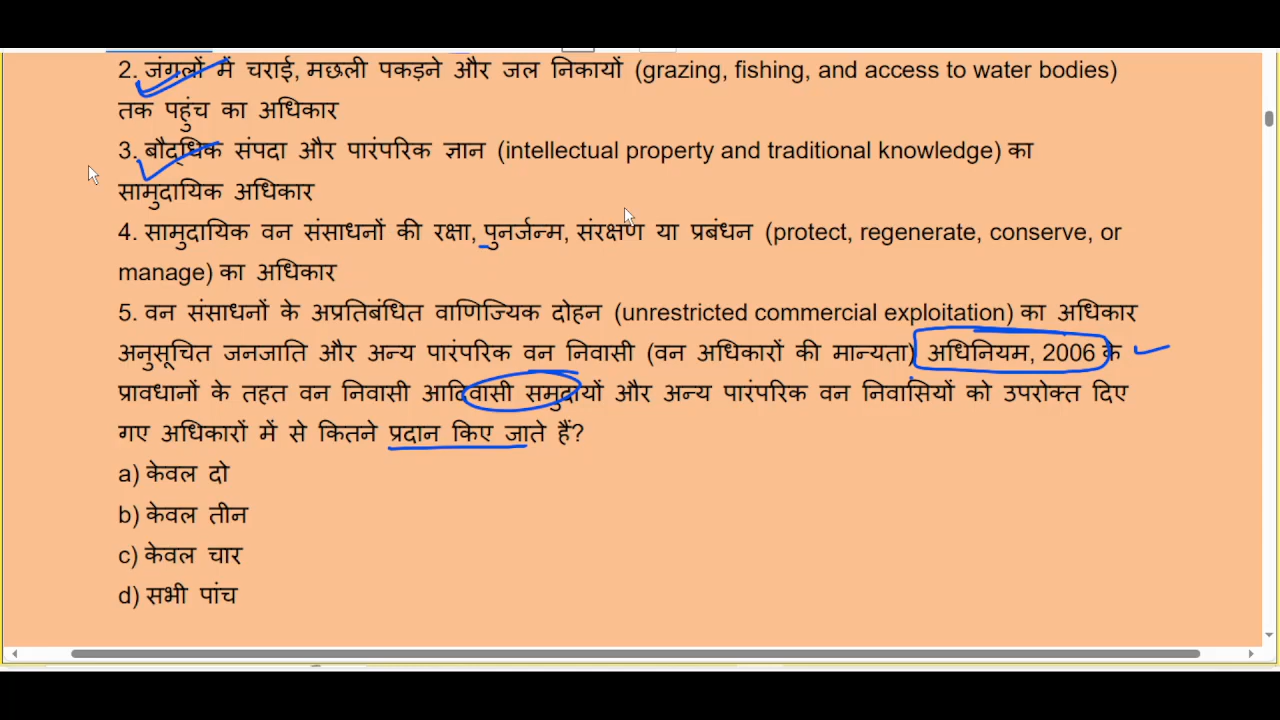 2. जंगलों में चराई, मछली पकड़ने और जल निकायों (grazing, fishing, and access to water bodies)
तक पहुंच का अधिकार
3. बौद्धिक संपदा और पारंपरिक ज्ञान (intellectual property and traditional knowledge) का
सामुदायिक अधिकार
4. सामुदायिक वन संसाधनों की रक्षा, पुनर्जन्म, संरक्षण या प्रबंधन (protect, regenerate, conserve, or
manage) का अधिकार
5. वन संसाधनों के अप्रतिबंधित वाणिज्यिक दोहन (unrestricted commercial exploitation) का अधिकार
अनुसूचित जनजाति और अन्य पारंपरिक वन निवासी (वन अधिकारों की मान्यता) अधिनियम, 2006 के
प्रावधानों के तहत वन निवासी आदिवासी समुदायों और अन्य पारंपरिक वन निवासियों को उपरोक्त दिए
गए अधिकारों में से कितने प्रदान किए जाते हैं?
a) केवल दो
b) केवल तीन
c) केवल चार
d) सभी पांच